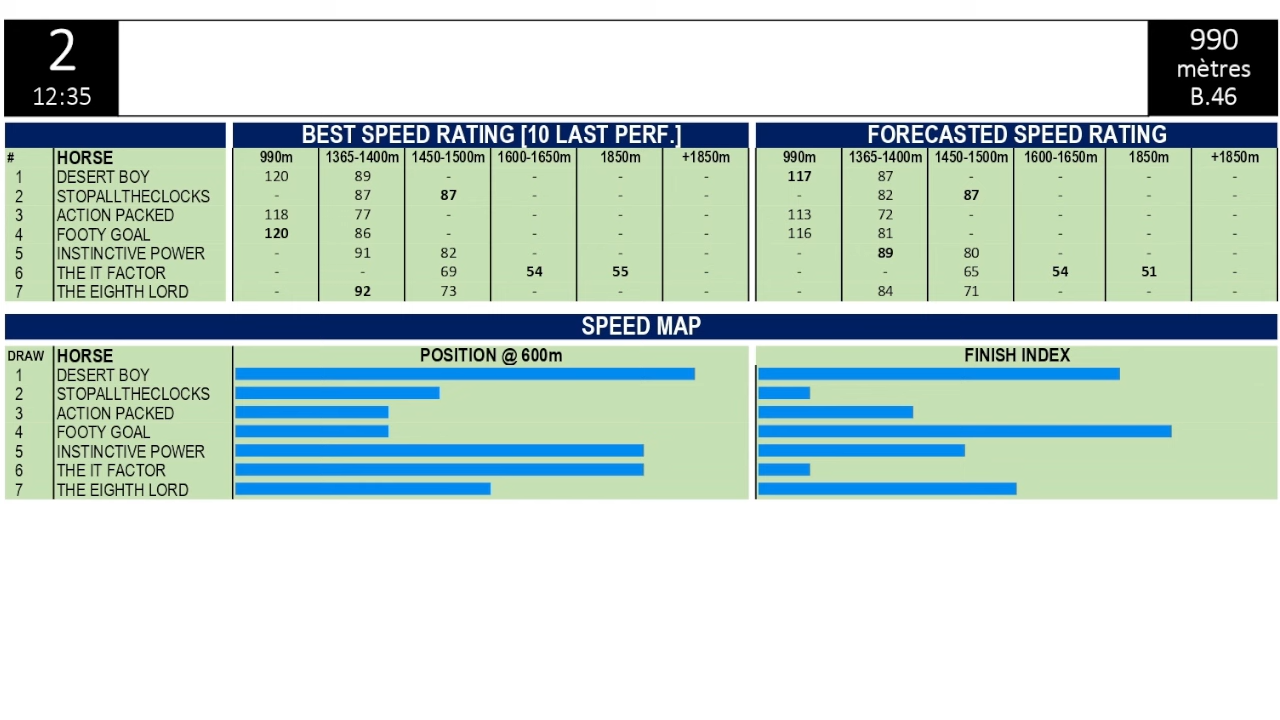 2
12:35
990
mètres
B.46
BEST SPEED RATING [10 LAST PERF.] FORECASTED SPEED RATING
# HORSE 990m 1365-1400m 1450-1500m 1600-1650m 1850m +1850m 990m 1365-1400m 1450-1500m 1600-1650m 1850m +1850m
1 DESERT BOY 120 89 - - - - 117 87 - - - -
2 STOPALLTHECLOCKS - 87 87 - - - - 82 87 - - -
3 ACTION PACKED 118 77 - - - - 113 72 - - - -
4 FOOTY GOAL 120 86 - - - - 116 81 - - - -
5 INSTINCTIVE POWER - 91 82 - - - - 89 80 - - -
6 THE IT FACTOR - - 69 54 55 - - - 65 54 51 -
7 THE EIGHTH LORD - 92 73 - - - - 84 71 - - -
SPEED MAP
DRAW HORSE POSITION @ 600m FINISH INDEX
1 DESERT BOY
2 STOPALLTHECLOCKS
3 ACTION PACKED
4 FOOTY GOAL
5 INSTINCTIVE POWER
6 THE IT FACTOR
7 THE EIGHTH LORD